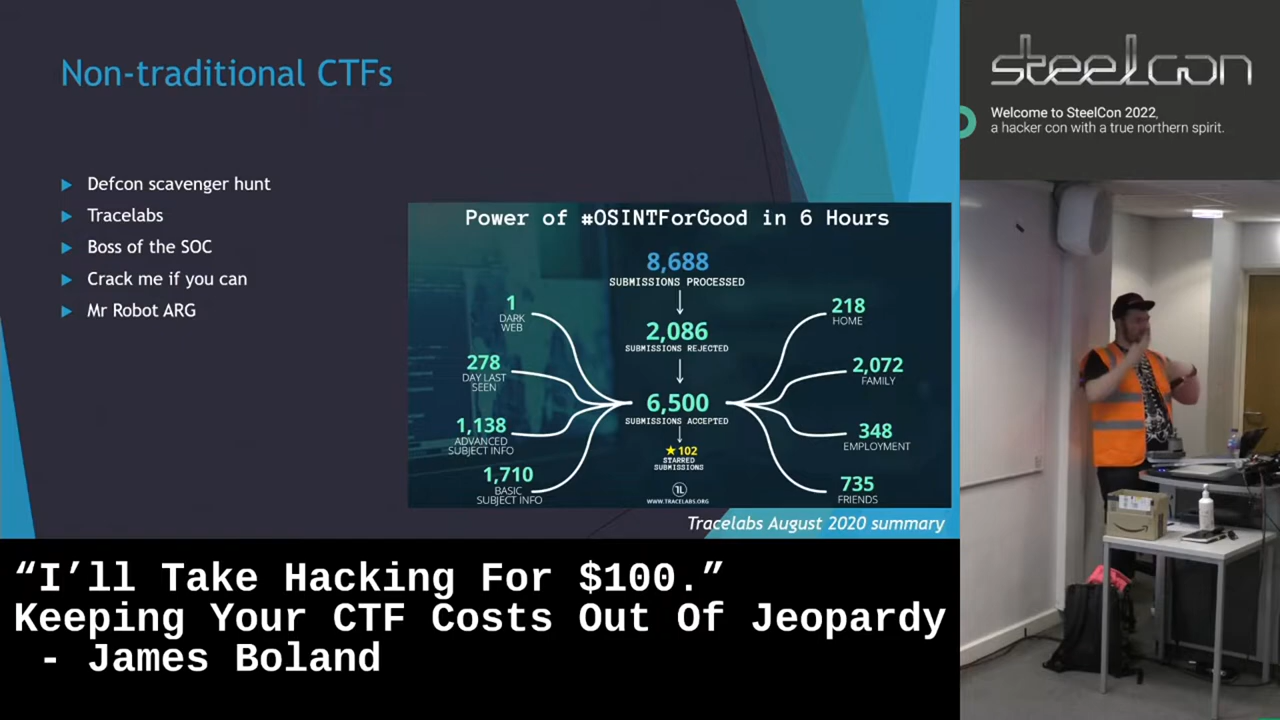 Non-traditional CTFs
Defcon scavenger hunt
Tracelabs
Boss of the SOC
Crack me if you can
Mr Robot ARG
Power of #OSINTForGood in 6 Hours
8,688
SUBMISSIONS PROCESSED
2,086
SUBMISSIONS REJECTED
6,500
SUBMISSIONS ACCEPTED
★102
STARRED
SUBMISSIONS
TL
WWW.TRACELABS.ORG
1
DARK
WEB
278
DAY LAST
SEEN
1,138
ADVANCED
SUBJECT INFO
1,710
BASIC
SUBJECT INFO
218
HOME
2,072
FAMILY
348
EMPLOYMENT
735
FRIENDS
Tracelabs August 2020 summary
steelcon
Welcome to SteelCon 2022,
a hacker con with a true northern spirit.
“I’ll Take Hacking For $100.”
Keeping Your CTF Costs Out Of Jeopardy
- James Boland